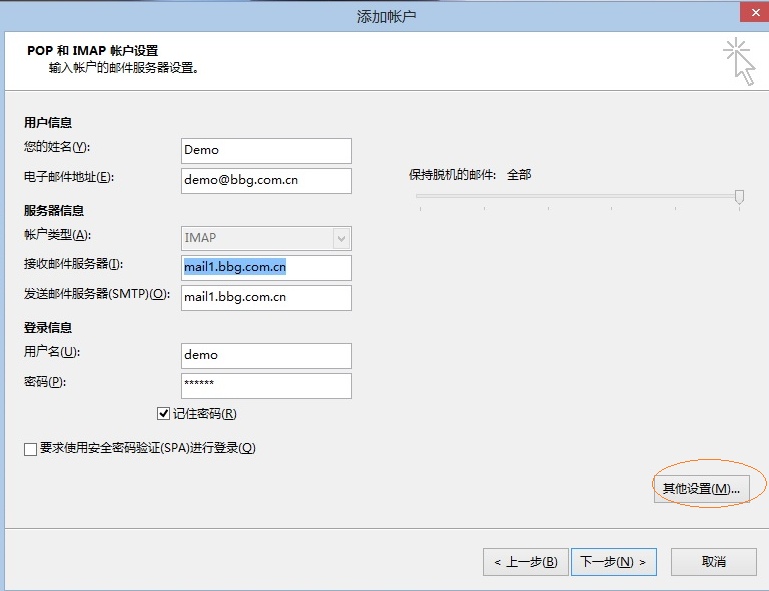 添加帐户
POP 和 IMAP 帐户设置
输入帐户的邮件服务器设置。
用户信息
您的姓名(Y): Demo
电子邮件地址(E): demo@bbg.com.cn
保持脱机的邮件: 全部
服务器信息
帐户类型(A): IMAP
接收邮件服务器(I): mail1.bbg.com.cn
发送邮件服务器(SMTP)(O): mail1.bbg.com.cn
登录信息
用户名(U): demo
密码(P): ******
记住密码(R)
要求使用安全密码验证(SPA)进行登录(Q)
其他设置(M)...
< 上一步(B) 下一步(N) > 取消